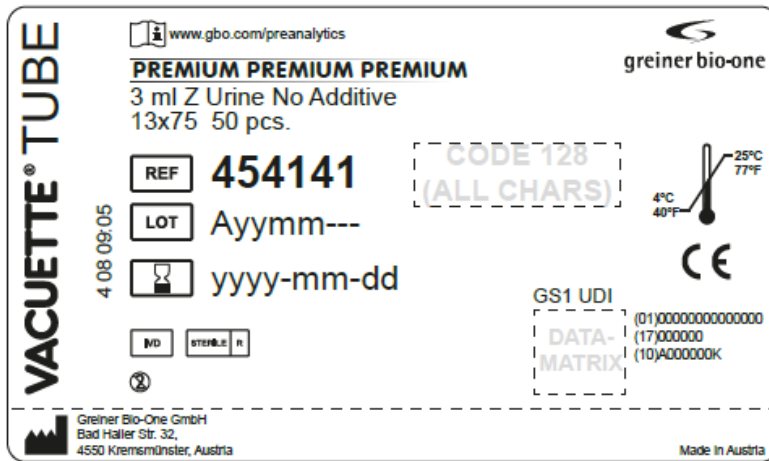 VACUETTE® TUBE
4 08 09:05
www.gbo.com/preanalytics
PREMIUM PREMIUM PREMIUM
3 ml Z Urine No Additive
13x75 50 pcs.
greiner bio-one
REF 454141
CODE 128
(ALL CHARS)
25°C
77°F
4°C
40°F
LOT Ayymm---
yyyy-mm-dd
CE
GS1 UDI
DATA-
MATRIX
(01)00000000000000
(17)000000
(10)A000000K
IVD
STERILE R
2
Greiner Bio-One GmbH
Bad Haller Str. 32,
4550 Kremsmünster, Austria
Made in Austria